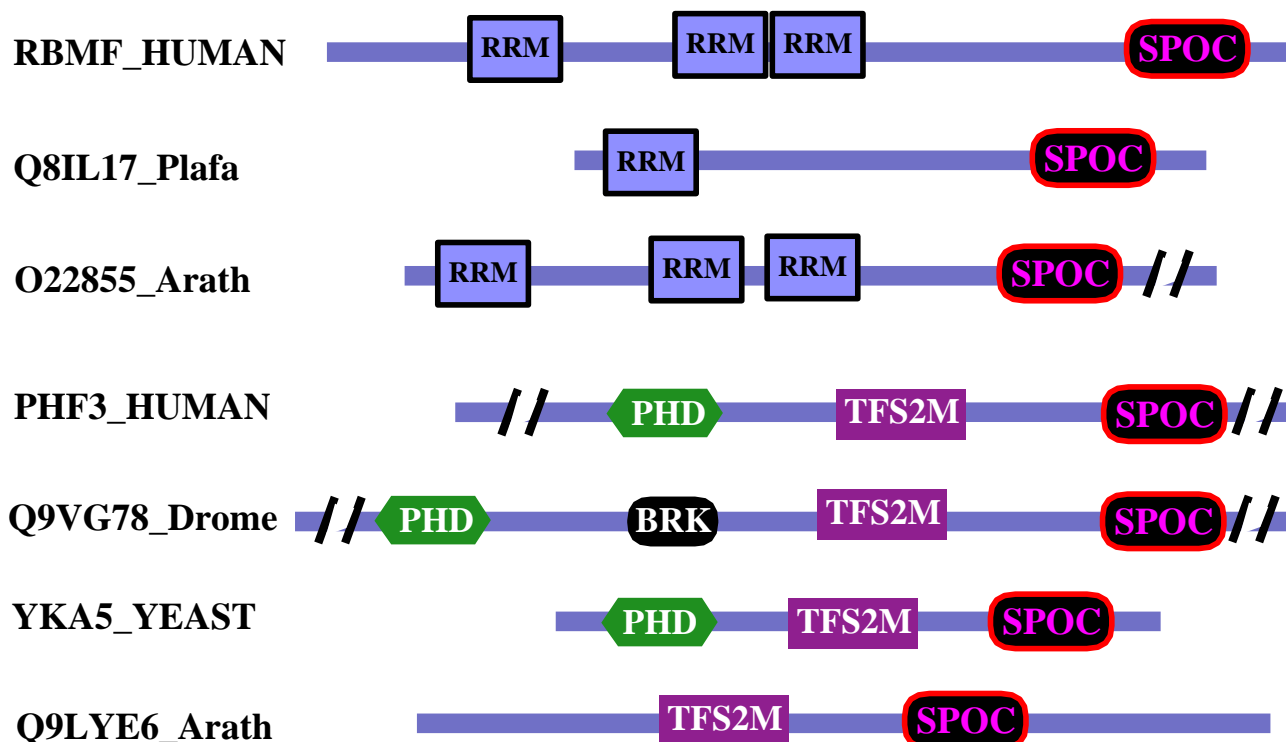 RBMF_HUMAN RRM RRM RRM SPOC
Q8IL17_Plafa RRM SPOC
O22855_Arath RRM RRM RRM SPOC
PHF3_HUMAN PHD TFS2M SPOC
Q9VG78_Drome PHD BRK TFS2M SPOC
YKA5_YEAST PHD TFS2M SPOC
Q9LYE6_Arath TFS2M SPOC